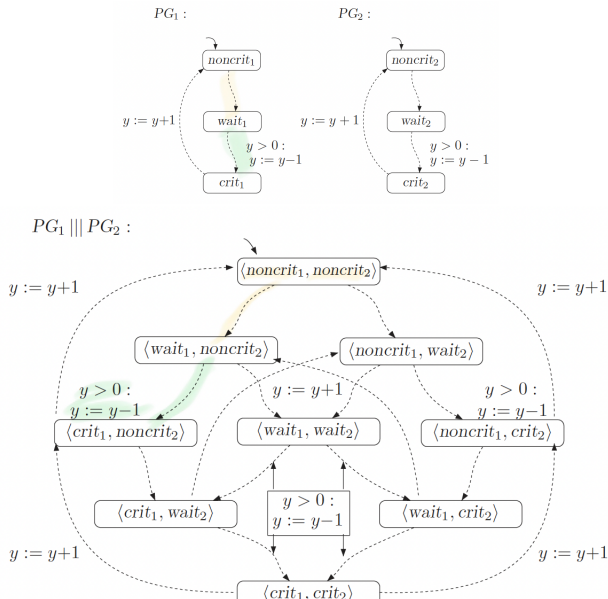 PG₁ : PG₂ :
noncrit₁ noncrit₂
y := y+1 wait₁ y := y + 1 wait₂
y > 0 : y > 0 :
y := y−1 y := y − 1
crit₁ crit₂
PG₁ ||| PG₂ :
⟨noncrit₁, noncrit₂⟩
y := y+1 y := y+1
⟨wait₁, noncrit₂⟩ ⟨noncrit₁, wait₂⟩
y > 0 : y := y+1 y > 0 :
y := y−1 y := y−1
⟨crit₁, noncrit₂⟩ ⟨wait₁, wait₂⟩ ⟨noncrit₁, crit₂⟩
y > 0 :
⟨crit₁, wait₂⟩ y := y−1 ⟨wait₁, crit₂⟩
y := y+1 y := y+1
⟨crit₁, crit₂⟩